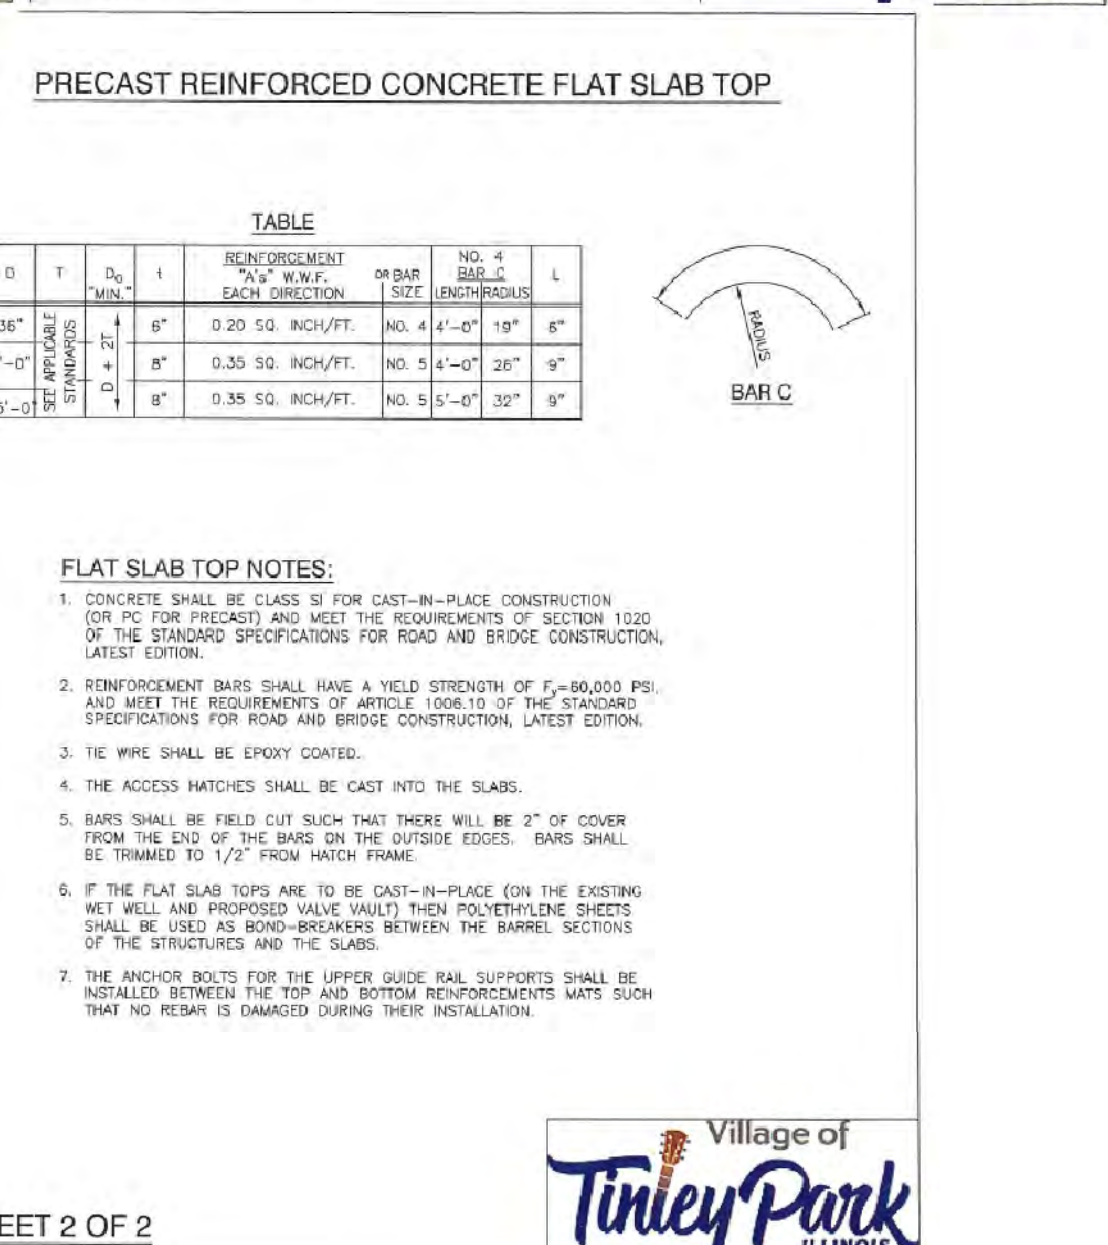 PRECAST REINFORCED CONCRETE FLAT SLAB TOP
TABLE
D T D₀ "MIN." t REINFORCEMENT "A's" W.W.F. EACH DIRECTION OR BAR SIZE NO. 4 BAR C LENGTH RADIUS L
36" SEE APPLICABLE STANDARDS D + 2T 6" 0.20 SQ. INCH/FT. NO. 4 4'-0" 19" 6"
'-0" 8" 0.35 SQ. INCH/FT. NO. 5 4'-0" 26" 9"
5'-0" 8" 0.35 SQ. INCH/FT. NO. 5 5'-0" 32" 9"
RADIUS
BAR C
FLAT SLAB TOP NOTES:
1. CONCRETE SHALL BE CLASS SI FOR CAST-IN-PLACE CONSTRUCTION
(OR PC FOR PRECAST) AND MEET THE REQUIREMENTS OF SECTION 1020
OF THE STANDARD SPECIFICATIONS FOR ROAD AND BRIDGE CONSTRUCTION,
LATEST EDITION.
2. REINFORCEMENT BARS SHALL HAVE A YIELD STRENGTH OF Fy=60,000 PSI.
AND MEET THE REQUIREMENTS OF ARTICLE 1006.10 OF THE STANDARD
SPECIFICATIONS FOR ROAD AND BRIDGE CONSTRUCTION, LATEST EDITION.
3. TIE WIRE SHALL BE EPOXY COATED.
4. THE ACCESS HATCHES SHALL BE CAST INTO THE SLABS.
5. BARS SHALL BE FIELD CUT SUCH THAT THERE WILL BE 2" OF COVER
FROM THE END OF THE BARS ON THE OUTSIDE EDGES. BARS SHALL
BE TRIMMED TO 1/2" FROM HATCH FRAME.
6. IF THE FLAT SLAB TOPS ARE TO BE CAST-IN-PLACE (ON THE EXISTING
WET WELL AND PROPOSED VALVE VAULT) THEN POLYETHYLENE SHEETS
SHALL BE USED AS BOND-BREAKERS BETWEEN THE BARREL SECTIONS
OF THE STRUCTURES AND THE SLABS.
7. THE ANCHOR BOLTS FOR THE UPPER GUIDE RAIL SUPPORTS SHALL BE
INSTALLED BETWEEN THE TOP AND BOTTOM REINFORCEMENTS MATS SUCH
THAT NO REBAR IS DAMAGED DURING THEIR INSTALLATION.
Village of
Tinley Park
ILLINOIS
EET 2 OF 2